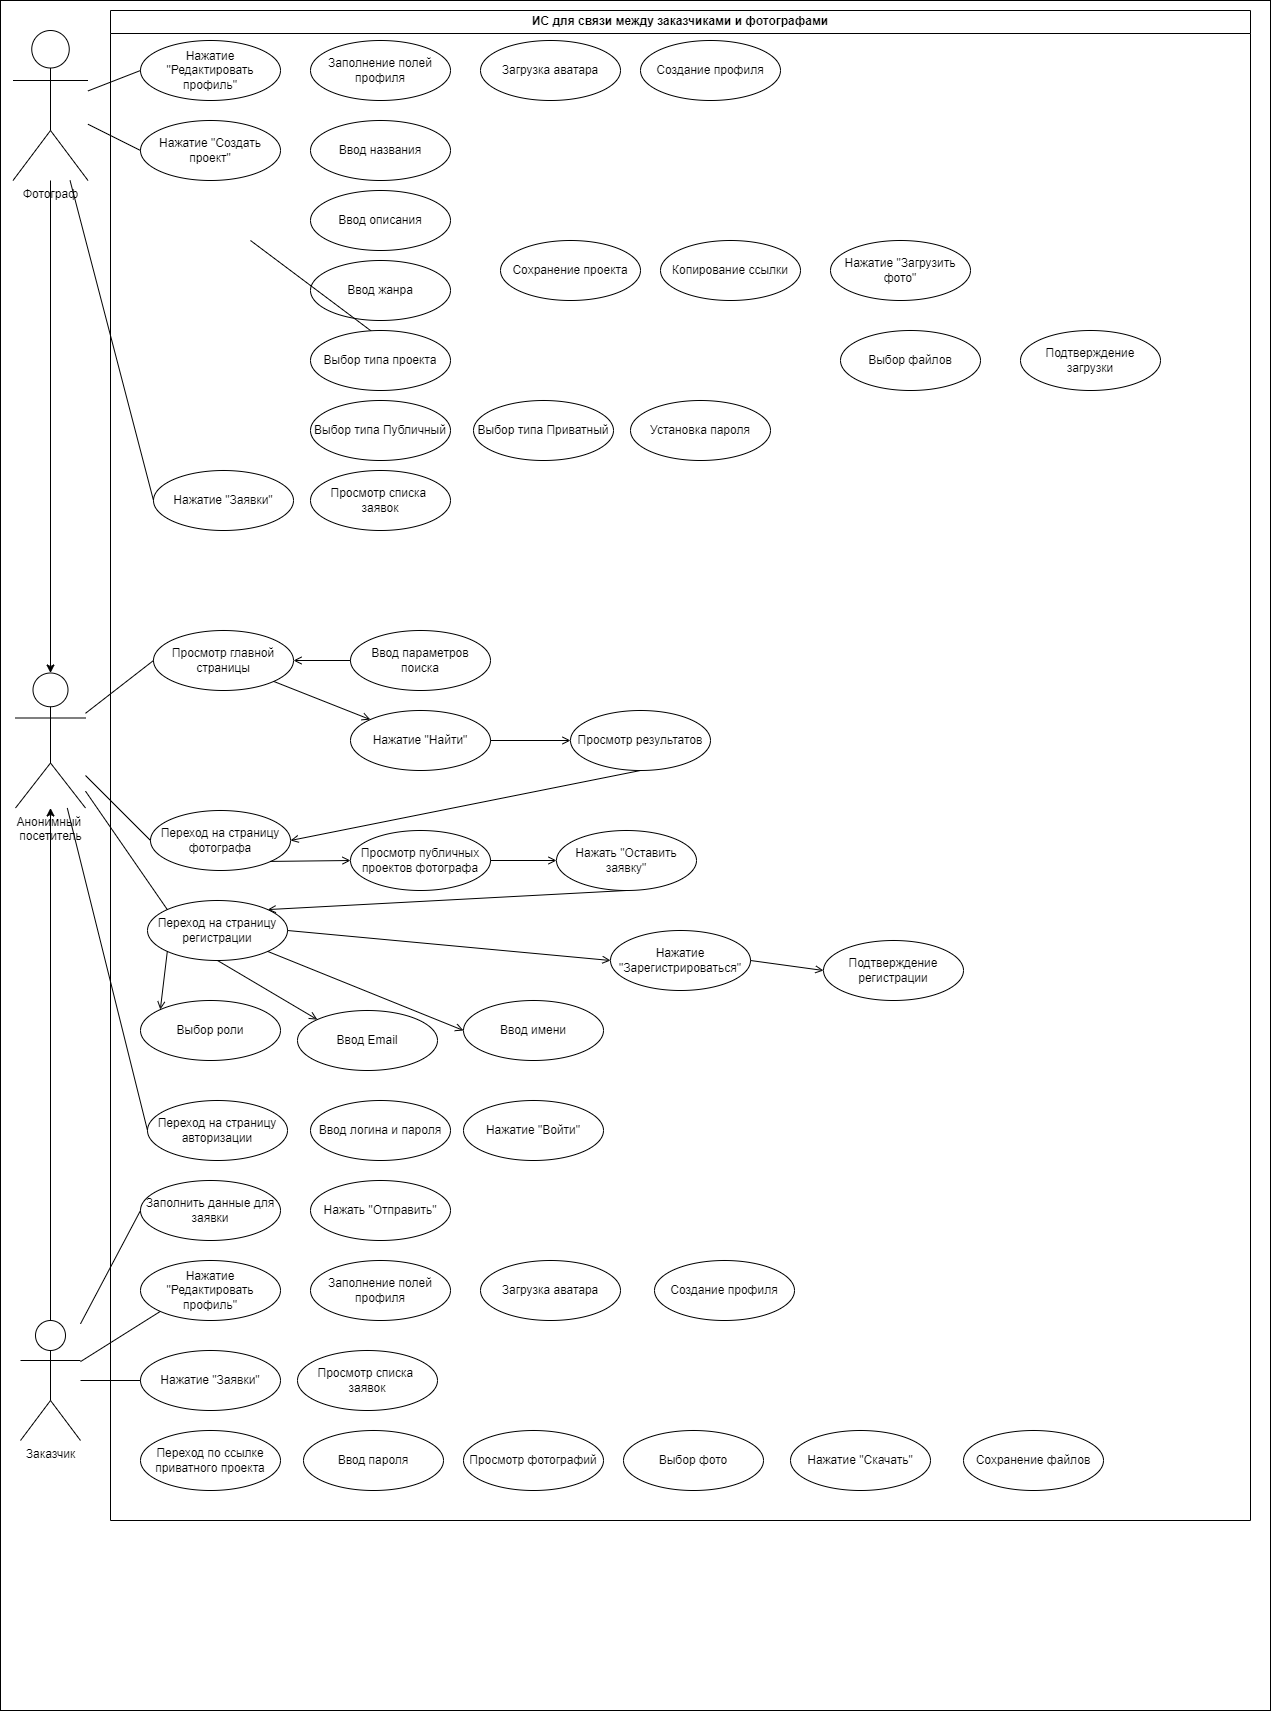 ИС для связи между заказчиками и фотографами
Нажатие
"Редактировать
профиль"
Заполнение полей
профиля
Загрузка аватара
Создание профиля
Нажатие "Создать
проект"
Ввод названия
Фотограф
Ввод описания
Сохранение проекта
Копирование ссылки
Нажатие "Загрузить
фото"
Ввод жанра
Выбор типа проекта
Выбор файлов
Подтверждение
загрузки
Выбор типа Публичный
Выбор типа Приватный
Установка пароля
Нажатие "Заявки"
Просмотр списка
заявок
Просмотр главной
страницы
Ввод параметров
поиска
Нажатие "Найти"
Просмотр результатов
Анонимный
посетитель
Переход на страницу
фотографа
Просмотр публичных
проектов фотографа
Нажать "Оставить
заявку"
Переход на страницу
регистрации
Нажатие
"Зарегистрироваться"
Подтверждение
регистрации
Выбор роли
Ввод Email
Ввод имени
Переход на страницу
авторизации
Ввод логина и пароля
Нажатие "Войти"
Заполнить данные для
заявки
Нажать "Отправить"
Нажатие
"Редактировать
профиль"
Заполнение полей
профиля
Загрузка аватара
Создание профиля
Нажатие "Заявки"
Просмотр списка
заявок
Заказчик
Переход по ссылке
приватного проекта
Ввод пароля
Просмотр фотографий
Выбор фото
Нажатие "Скачать"
Сохранение файлов